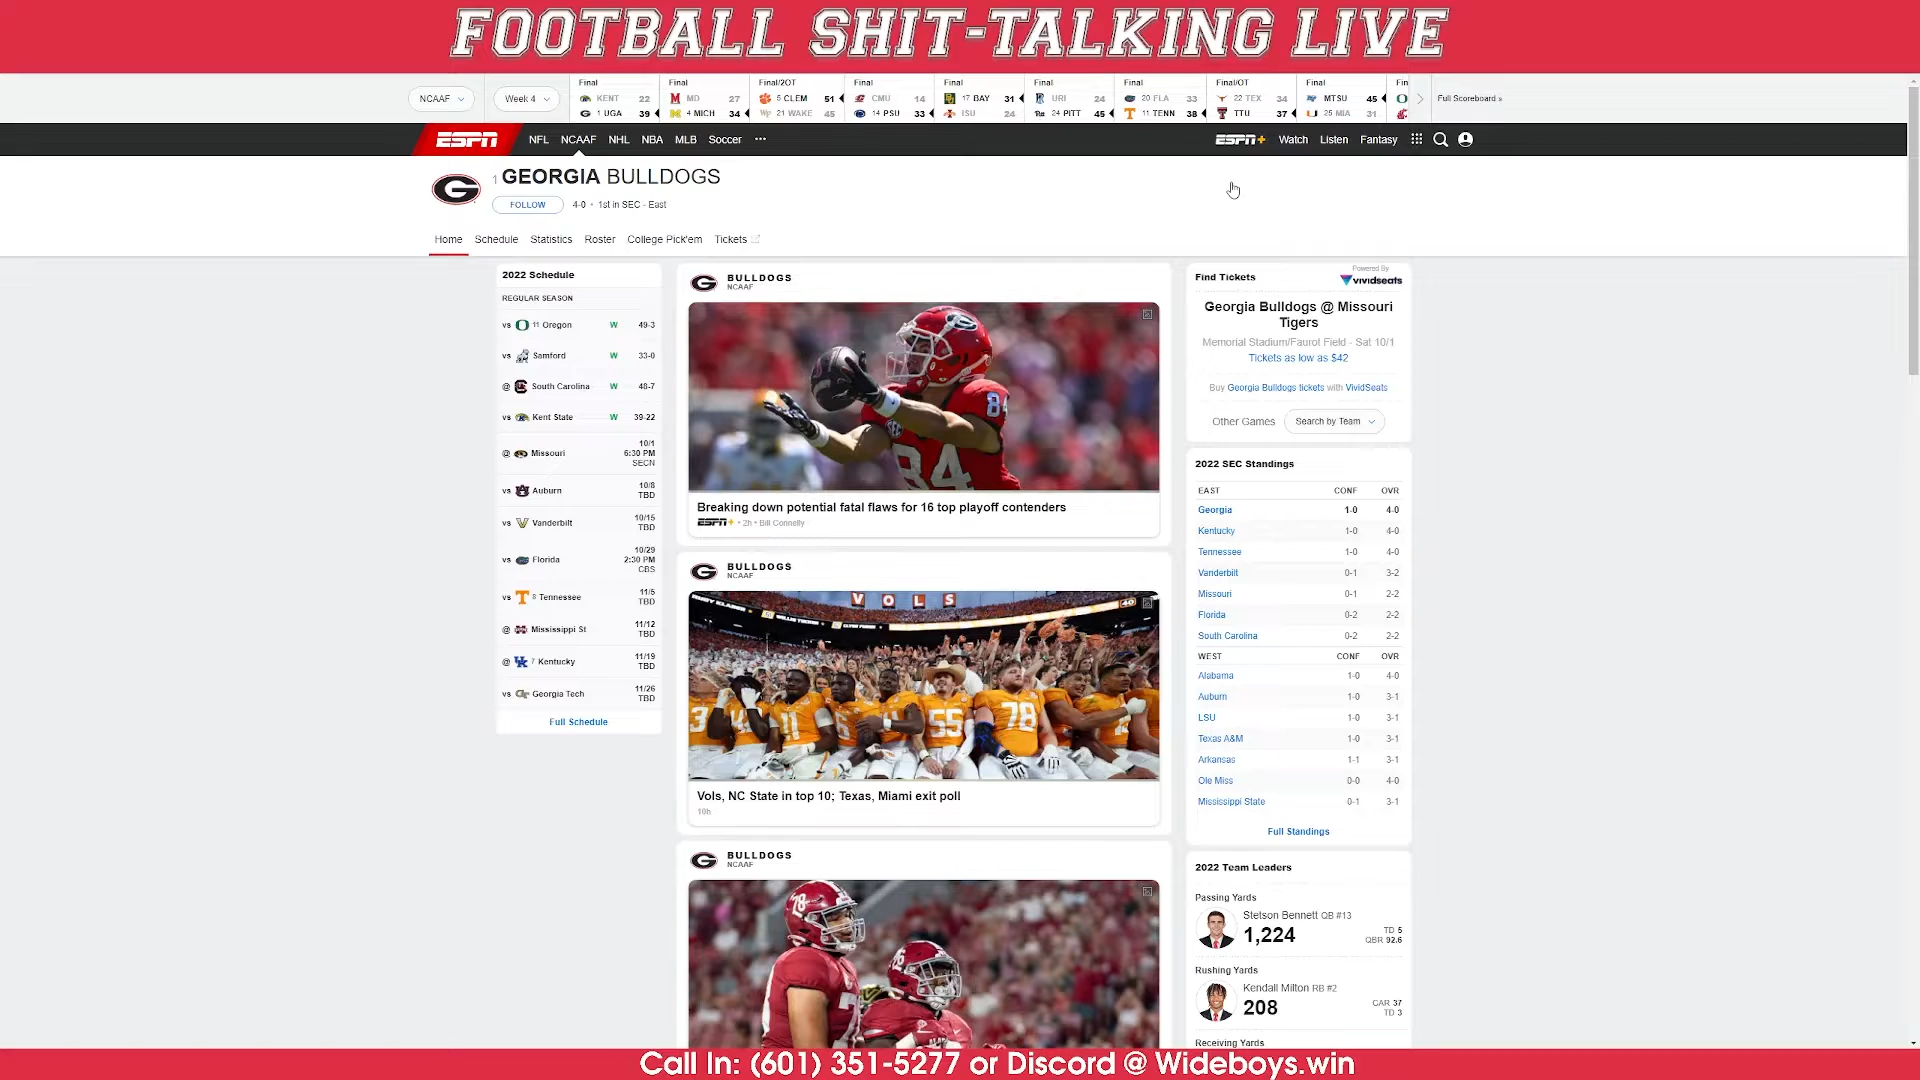 FOOTBALL SHIT-TALKING LIVE
NCAAF
Week 4
Final
KENT 22
1 UGA 39
Final
MD 27
4 MICH 34
Final/2OT
5 CLEM 51
21 WAKE 45
Final
CMU 14
14 PSU 33
Final
17 BAY 31
ISU 24
Final
URI 24
24 PITT 45
Final
20 FLA 33
11 TENN 38
Final/OT
22 TEX 34
TTU 37
Final
MTSU 45
25 MIA 31
Fin
Full Scoreboard »
ESPN
NFL NCAAF NHL NBA MLB Soccer ···
ESPN+ Watch Listen Fantasy
1 GEORGIA BULLDOGS
FOLLOW 4-0 • 1st in SEC - East
Home Schedule Statistics Roster College Pick'em Tickets
2022 Schedule
REGULAR SEASON
vs 11 Oregon W 49-3
vs Samford W 33-0
@ South Carolina W 48-7
vs Kent State W 39-22
@ Missouri 10/1 6:30 PM SECN
vs Auburn 10/8 TBD
vs Vanderbilt 10/15 TBD
vs Florida 10/29 2:30 PM CBS
vs 8 Tennessee 11/5 TBD
@ Mississippi St 11/12 TBD
@ 7 Kentucky 11/19 TBD
vs Georgia Tech 11/26 TBD
Full Schedule
BULLDOGS
NCAAF
84
84
Breaking down potential fatal flaws for 16 top playoff contenders
ESPN+ • 2h • Bill Connelly
BULLDOGS
NCAAF
VOLS
11
55
78
Vols, NC State in top 10; Texas, Miami exit poll
10h
BULLDOGS
NCAAF
78
26
Find Tickets
Powered By
vividseats
Georgia Bulldogs @ Missouri
Tigers
Memorial Stadium/Faurot Field - Sat 10/1
Tickets as low as $42
Buy Georgia Bulldogs tickets with VividSeats
Other Games Search by Team
2022 SEC Standings
EAST CONF OVR
Georgia 1-0 4-0
Kentucky 1-0 4-0
Tennessee 1-0 4-0
Vanderbilt 0-1 3-2
Missouri 0-1 2-2
Florida 0-2 2-2
South Carolina 0-2 2-2
WEST CONF OVR
Alabama 1-0 4-0
Auburn 1-0 3-1
LSU 1-0 3-1
Texas A&M 1-0 3-1
Arkansas 1-1 3-1
Ole Miss 0-0 4-0
Mississippi State 0-1 3-1
Full Standings
2022 Team Leaders
Passing Yards
Stetson Bennett QB #13
1,224
TD 5
QBR 92.6
Rushing Yards
Kendall Milton RB #2
208
CAR 37
TD 3
Receiving Yards
Call In: (601) 351-5277 or Discord @ Wideboys.win